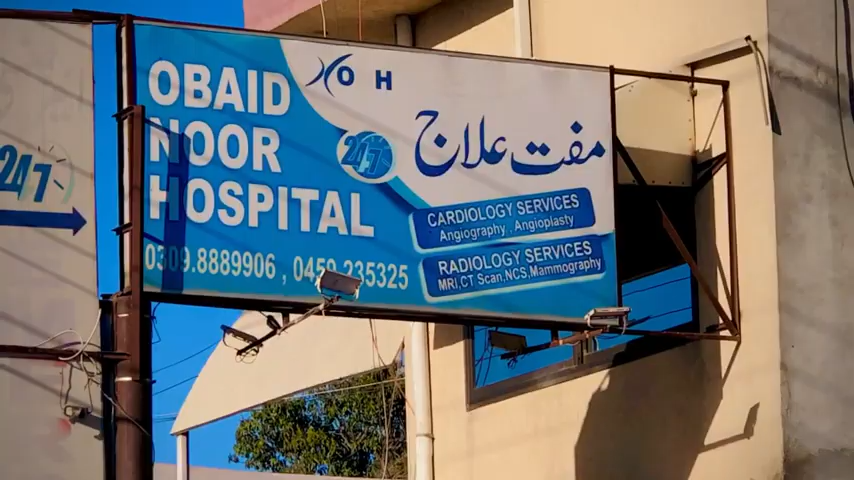 OH
OBAID
NOOR
HOSPITAL
24/7
مفت علاج
CARDIOLOGY SERVICES
Angiography , Angioplasty
RADIOLOGY SERVICES
MRI,CT Scan,NCS,Mammography
0309.8889906 , 0459.235325
24/7